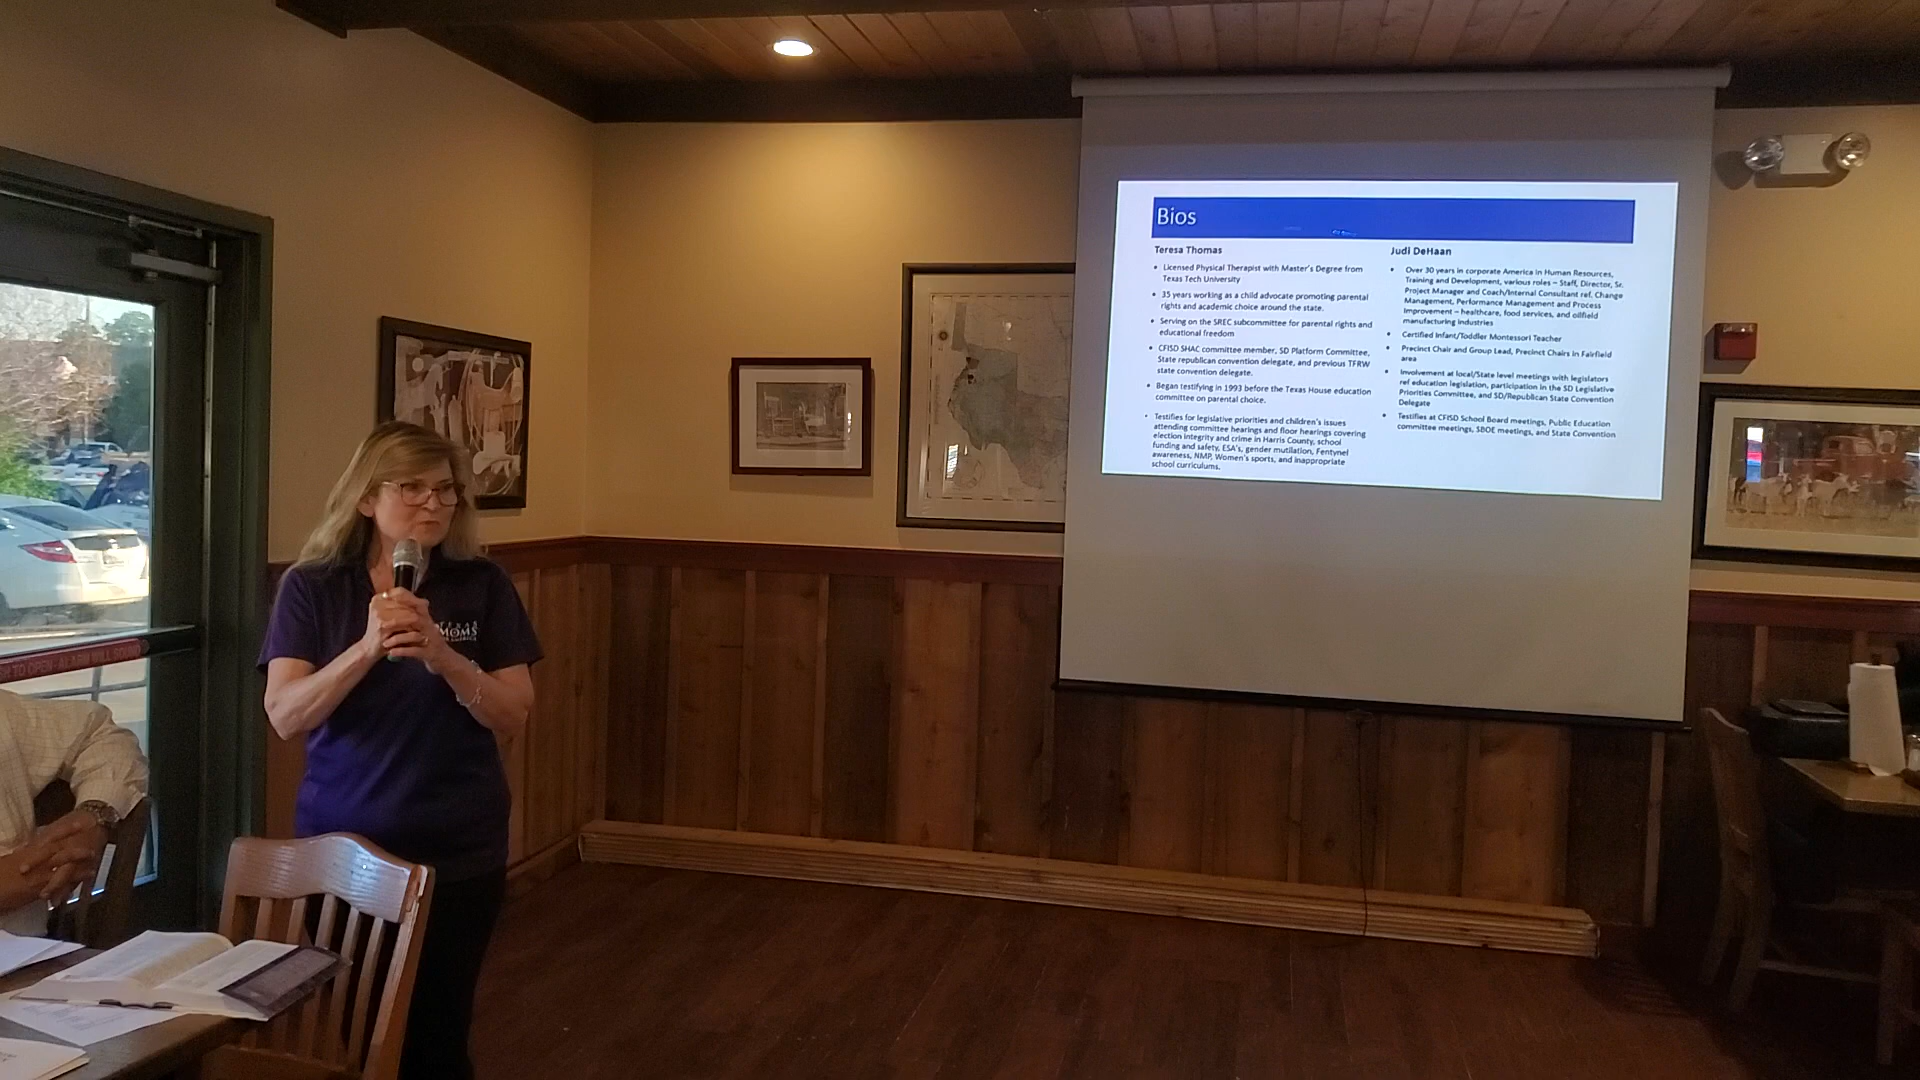 Bios
Teresa Thomas
• Licensed Physical Therapist with Master's Degree from
Texas Tech University
• 35 years working as a child advocate promoting parental
rights and academic choice around the state.
• Serving on the SREC subcommittee for parental rights and
educational freedom
• CFISD SHAC committee member, SD Platform Committee,
State republican convention delegate, and previous TFRW
state convention delegate.
• Began testifying in 1993 before the Texas House education
committee on parental choice.
• Testifies for legislative priorities and children's issues
attending committee hearings and floor hearings covering
election integrity and crime in Harris County, school
funding and safety, ESA's, gender mutilation, Fentynel
awareness, NMP, Women's sports, and inappropriate
school curriculums.
Judi DeHaan
• Over 30 years in corporate America in Human Resources,
Training and Development, various roles – Staff, Director, Sr.
Project Manager and Coach/Internal Consultant ref. Change
Management, Performance Management and Process
Improvement – healthcare, food services, and oilfield
manufacturing industries
• Certified Infant/Toddler Montessori Teacher
• Precinct Chair and Group Lead, Precinct Chairs in Fairfield
area
• Involvement at local/State level meetings with legislators
ref education legislation, participation in the SD Legislative
Priorities Committee, and SD/Republican State Convention
Delegate
• Testifies at CFISD School Board meetings, Public Education
committee meetings, SBOE meetings, and State Convention
TEXAS
MOMS
AMERICA
TO OPEN - ALARM WILL SOUND